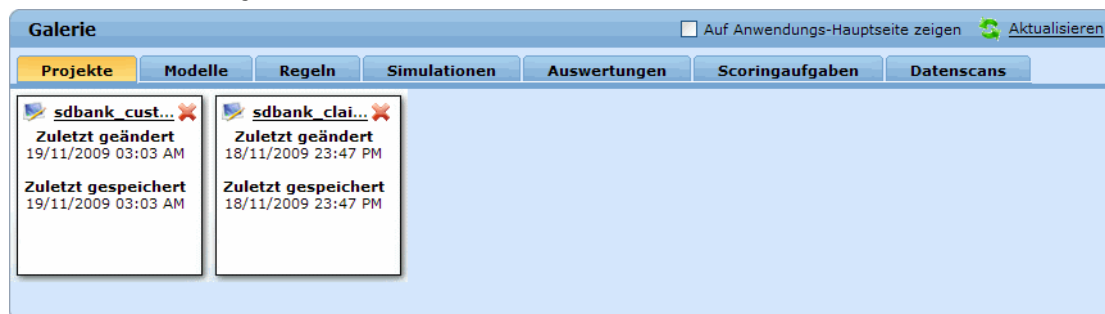 Galerie
Auf Anwendungs-Hauptseite zeigen
Aktualisieren
Projekte
Modelle
Regeln
Simulationen
Auswertungen
Scoringaufgaben
Datenscans
sdbank_cust...
Zuletzt geändert
19/11/2009 03:03 AM
Zuletzt gespeichert
19/11/2009 03:03 AM
sdbank_clai...
Zuletzt geändert
18/11/2009 23:47 PM
Zuletzt gespeichert
18/11/2009 23:47 PM